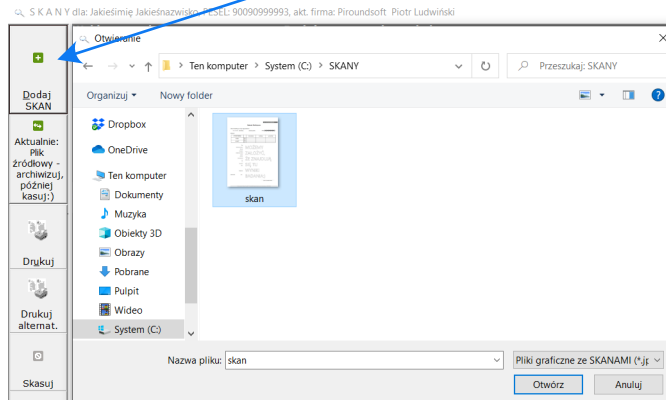 S K A N Y dla: Jakieśimię Jakieśnazwisko, PESEL: 90090999993, akt. firma: Piroundsoft Piotr Ludwiński
Otwieranie
Ten komputer > System (C:) > SKANY
Przeszukaj: SKANY
Organizuj
Nowy folder
Dodaj
SKAN
Aktualnie:
Plik
źródłowy -
archiwizuj,
później
kasuj:)
Drukuj
Drukuj
alternat.
Skasuj
Dropbox
OneDrive
Ten komputer
Dokumenty
Muzyka
Obiekty 3D
Obrazy
Pobrane
Pulpit
Wideo
System (C:)
skan
Nazwa pliku: skan
Pliki graficzne ze SKANAMI (*.jp
Otwórz
Anuluj